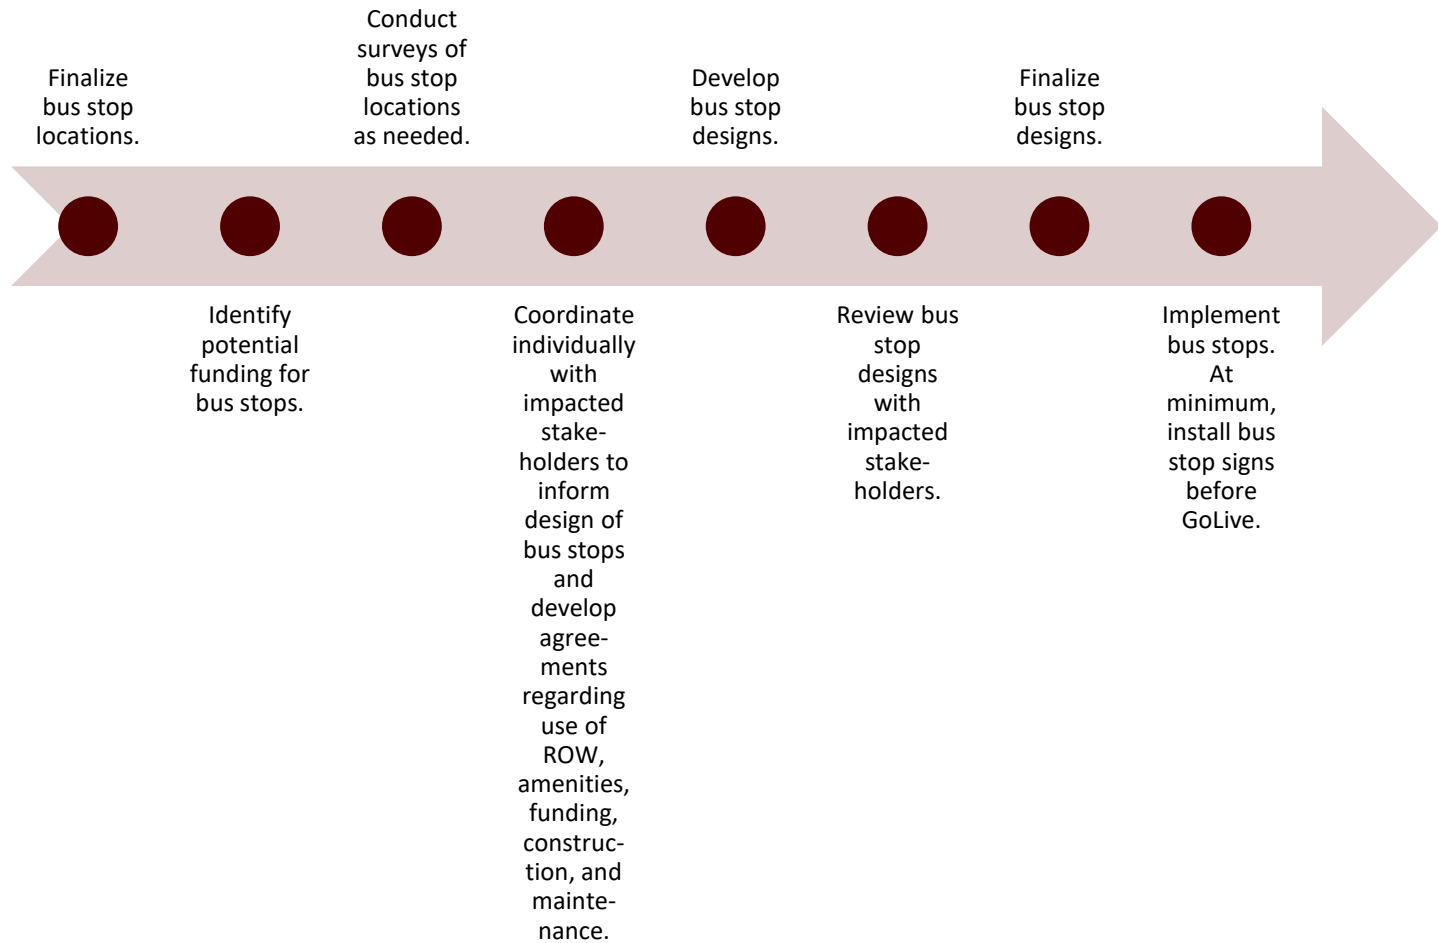 Finalize
bus stop
locations.
Identify
potential
funding for
bus stops.
Conduct
surveys of
bus stop
locations
as needed.
Coordinate
individually
with
impacted
stake-
holders to
inform
design of
bus stops
and
develop
agree-
ments
regarding
use of
ROW,
amenities,
funding,
construc-
tion, and
mainte-
nance.
Develop
bus stop
designs.
Review bus
stop
designs
with
impacted
stake-
holders.
Finalize
bus stop
designs.
Implement
bus stops.
At
minimum,
install bus
stop signs
before
GoLive.